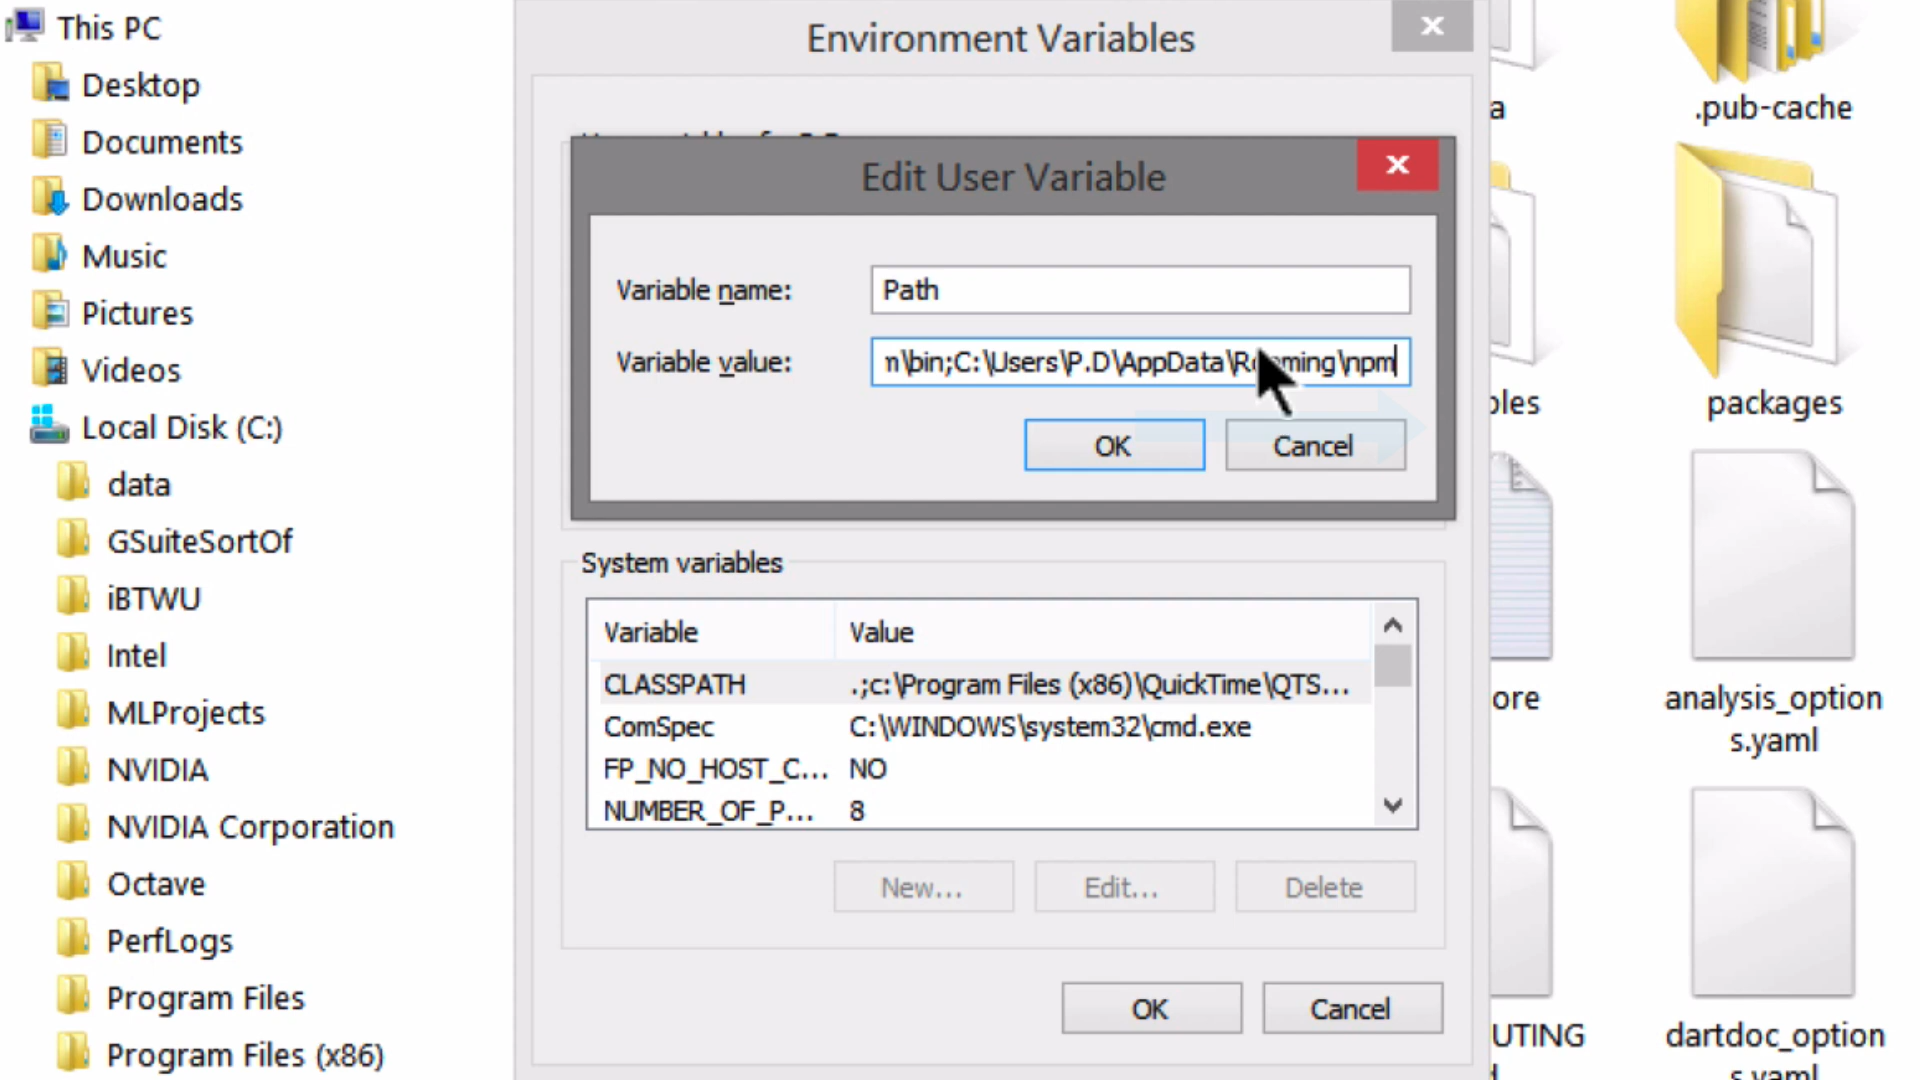 This PC
Desktop
Documents
Downloads
Music
Pictures
Videos
Local Disk (C:)
data
GSuiteSortOf
iBTWU
Intel
MLProjects
NVIDIA
NVIDIA Corporation
Octave
PerfLogs
Program Files
Program Files (x86)
Environment Variables
Edit User Variable
Variable name:
Path
Variable value:
n\bin;C:\Users\P.D\AppData\Roaming\npm
OK
Cancel
System variables
Variable Value
CLASSPATH .;c:\Program Files (x86)\QuickTime\QTS...
ComSpec C:\WINDOWS\system32\cmd.exe
FP_NO_HOST_C... NO
NUMBER_OF_P... 8
New...
Edit...
Delete
OK
Cancel
a
.pub-cache
ples
packages
ore
analysis_option
s.yaml
UTING
dartdoc_option
s.yaml